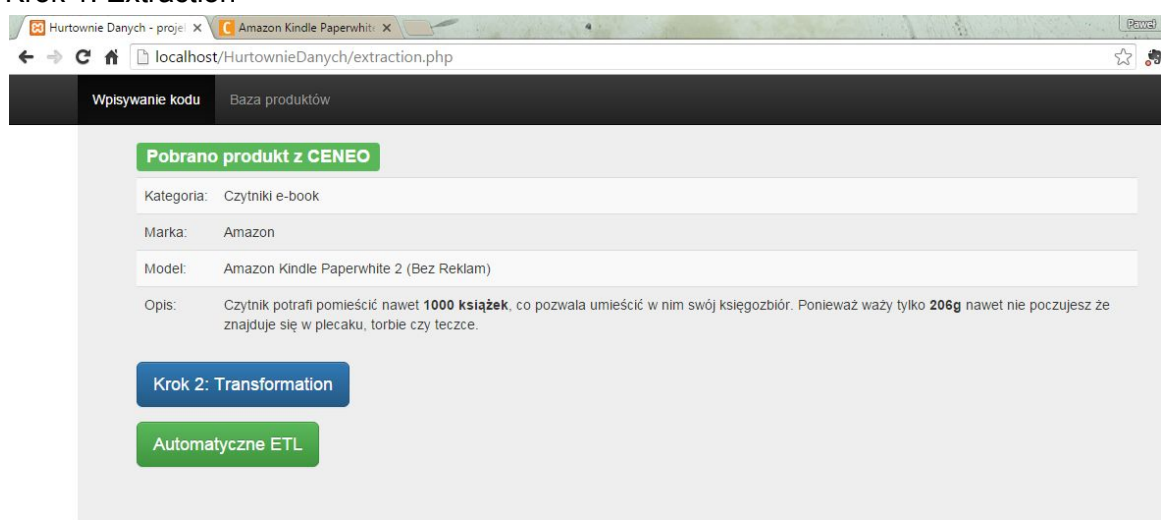 Krok 1: Extraction
Hurtownie Danych - proje
Amazon Kindle Paperwhite
Paweł
localhost/HurtownieDanych/extraction.php
Wpisywanie kodu Baza produktów
Pobrano produkt z CENEO
Kategoria: Czytniki e-book
Marka: Amazon
Model: Amazon Kindle Paperwhite 2 (Bez Reklam)
Opis: Czytnik potrafi pomieścić nawet 1000 książek, co pozwala umieścić w nim swój księgozbiór. Ponieważ waży tylko 206g nawet nie poczujesz że
znajduje się w plecaku, torbie czy teczce.
Krok 2: Transformation
Automatyczne ETL